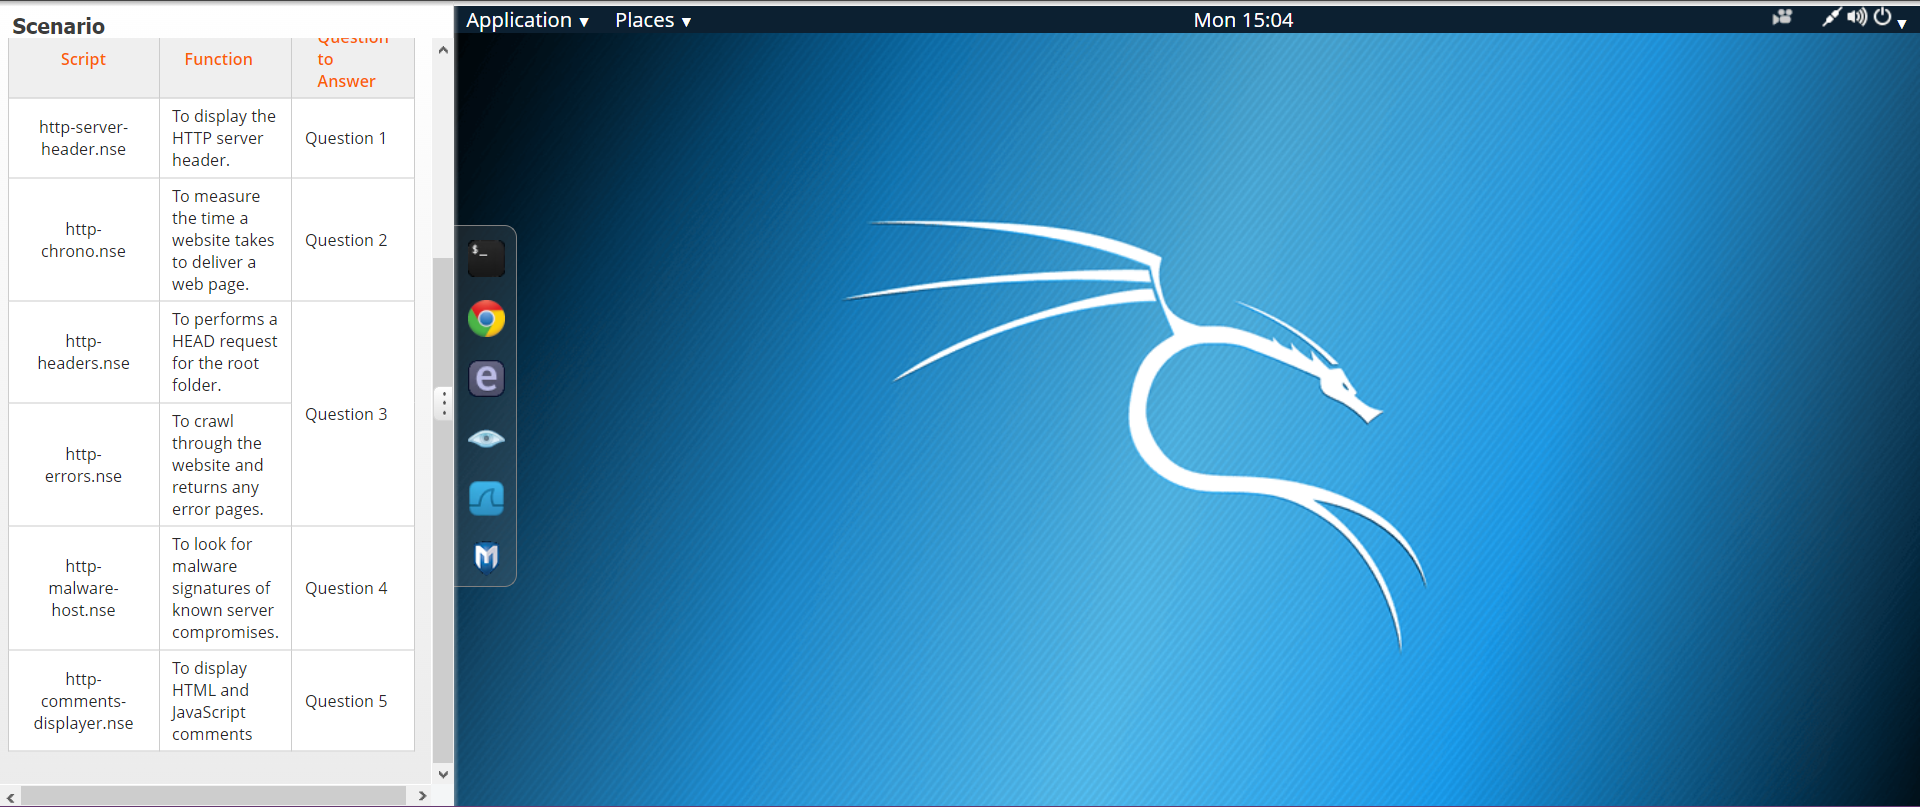 Scenario
Application ▼ Places ▼ Mon 15:04
Script Function Question
to
Answer
http-server-
header.nse
To display the
HTTP server
header.
Question 1
http-
chrono.nse
To measure
the time a
website takes
to deliver a
web page.
Question 2
http-
headers.nse
To performs a
HEAD request
for the root
folder.
Question 3
http-
errors.nse
To crawl
through the
website and
returns any
error pages.
http-
malware-
host.nse
To look for
malware
signatures of
known server
compromises.
Question 4
http-
comments-
displayer.nse
To display
HTML and
JavaScript
comments
Question 5
$_
e
M